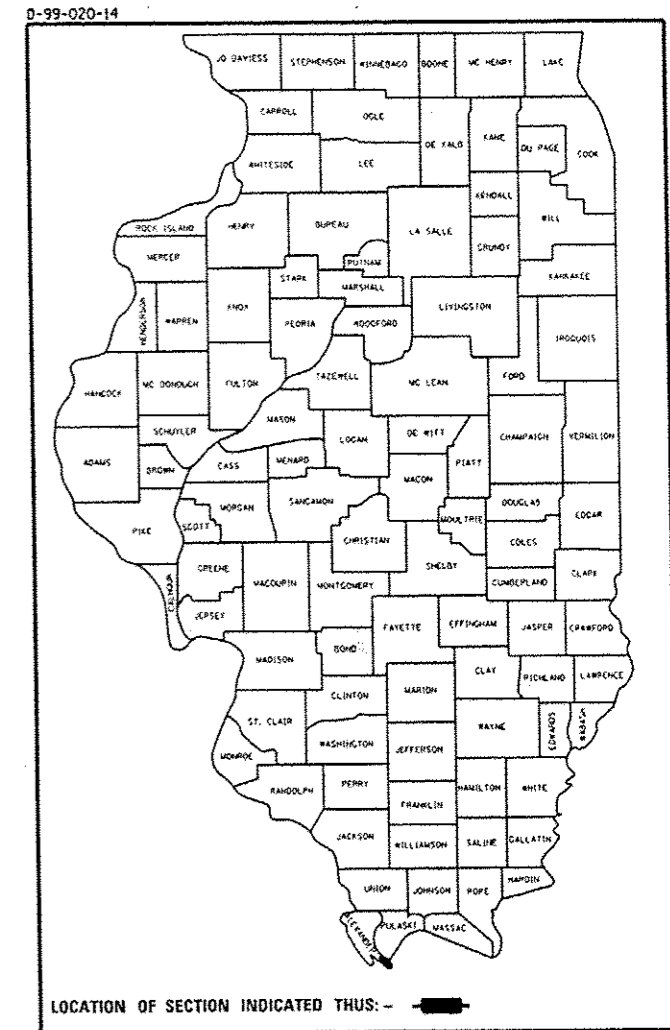 D-99-020-14
JO DAVIESS STEPHENSON WINNEBAGO BOONE MC HENRY LAKE
CARROLL OGLE
DE KALB KANE DU PAGE COOK
WHITESIDE LEE
KENDALL WILL
ROCK ISLAND HENRY BUREAU LA SALLE GRUNDY
MERCER PUTNAM KANKAKEE
STARK MARSHALL
HENDERSON WARREN KNOX PEORIA WOODFORD LIVINGSTON IROQUOIS
HANCOCK MC DONOUGH FULTON TAZEWELL MC LEAN FORD
MASON
SCHUYLER LOGAN DE WITT CHAMPAIGN VERMILION
ADAMS BROWN CASS MENARD PIATT
MACON
PIKE SCOTT MORGAN SANGAMON MOULTRIE DOUGLAS EDGAR
CHRISTIAN COLES
GREENE SHELBY
CALHOUN MACOUPIN MONTGOMERY CUMBERLAND CLARK
JERSEY FAYETTE EFFINGHAM JASPER CRAWFORD
MADISON BOND
CLAY RICHLAND LAWRENCE
CLINTON MARION
ST. CLAIR WAYNE EDWARDS WABASH
MONROE WASHINGTON JEFFERSON
RANDOLPH PERRY HAMILTON WHITE
FRANKLIN
JACKSON WILLIAMSON SALINE GALLATIN
HARDIN
UNION JOHNSON POPE
ALEXANDER PULASKI MASSAC
LOCATION OF SECTION INDICATED THUS: -